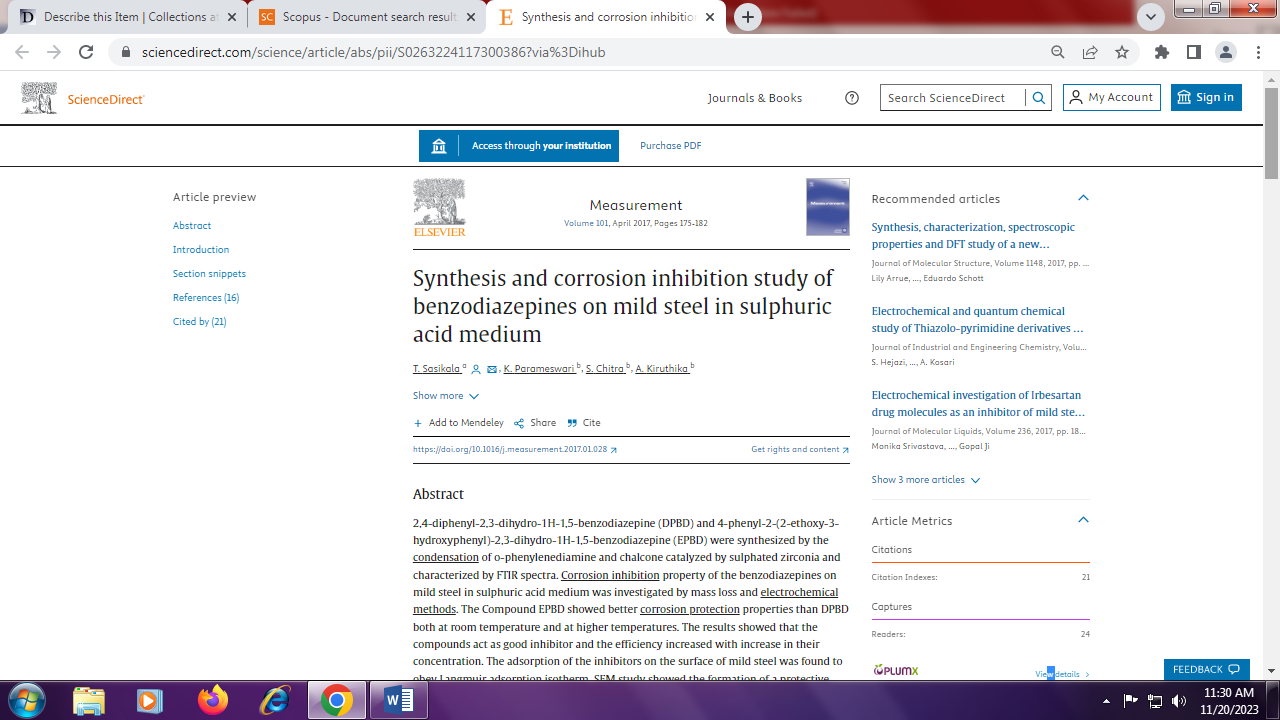 Describe this Item | Collections at
Scopus - Document search result
Synthesis and corrosion inhibition
sciencedirect.com/science/article/abs/pii/S0263224117300386?via%3Dihub
ScienceDirect
Journals & Books
Search ScienceDirect
My Account
Sign in
Access through your institution
Purchase PDF
Article preview
Abstract
Introduction
Section snippets
References (16)
Cited by (21)
ELSEVIER
Measurement
Volume 101, April 2017, Pages 175-182
Measurement
Synthesis and corrosion inhibition study of
benzodiazepines on mild steel in sulphuric
acid medium
T. Sasikala a, K. Parameswari b, S. Chitra b, A. Kiruthika b
Show more
Add to Mendeley Share Cite
https://doi.org/10.1016/j.measurement.2017.01.028
Get rights and content
Abstract
2,4-diphenyl-2,3-dihydro-1H-1,5-benzodiazepine (DPBD) and 4-phenyl-2-(2-ethoxy-3-
hydroxyphenyl)-2,3-dihydro-1H-1,5-benzodiazepine (EPBD) were synthesized by the
condensation of o-phenylenediamine and chalcone catalyzed by sulphated zirconia and
characterized by FTIR spectra. Corrosion inhibition property of the benzodiazepines on
mild steel in sulphuric acid medium was investigated by mass loss and electrochemical
methods. The Compound EPBD showed better corrosion protection properties than DPBD
both at room temperature and at higher temperatures. The results showed that the
compounds act as good inhibitor and the efficiency increased with increase in their
concentration. The adsorption of the inhibitors on the surface of mild steel was found to
obey Langmuir adsorption isotherm. SEM study showed the formation of a protective
Recommended articles
Synthesis, characterization, spectroscopic
properties and DFT study of a new…
Journal of Molecular Structure, Volume 1148, 2017, pp. …
Lily Arrue, …, Eduardo Schott
Electrochemical and quantum chemical
study of Thiazolo-pyrimidine derivatives …
Journal of Industrial and Engineering Chemistry, Volu…
S. Hejazi, …, A. Kosari
Electrochemical investigation of Irbesartan
drug molecules as an inhibitor of mild ste…
Journal of Molecular Liquids, Volume 236, 2017, pp. 18…
Monika Srivastava, …, Gopal Ji
Show 3 more articles
Article Metrics
Citations
Citation Indexes: 21
Captures
Readers: 24
PLUMX
View details
FEEDBACK
11:30 AM
11/20/2023